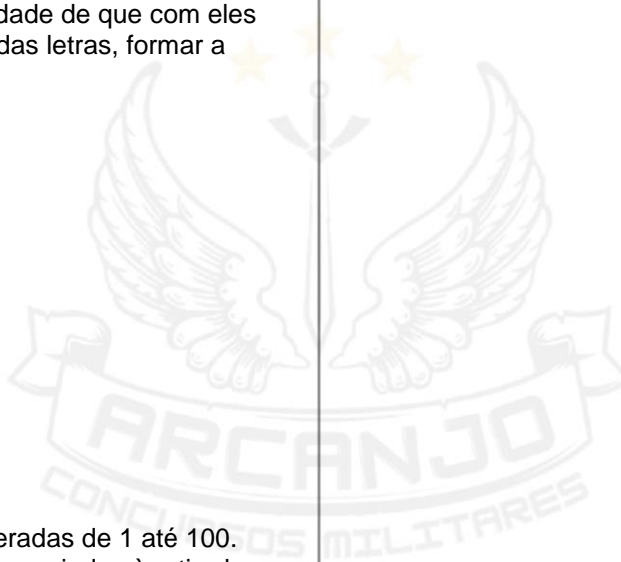 dade de que com eles
das letras, formar a
ARCANJO
CONCURSOS MILITARES
eradas de 1 até 100.